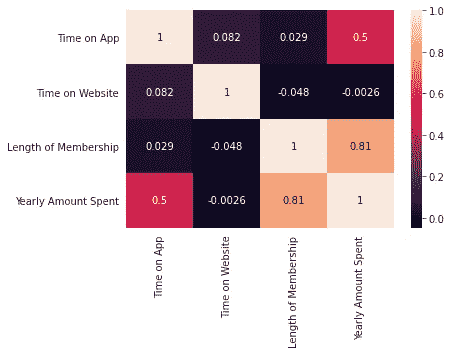 Time on App 1 0.082 0.029 0.5
Time on Website 0.082 1 -0.048 -0.0026
Length of Membership 0.029 -0.048 1 0.81
Yearly Amount Spent 0.5 -0.0026 0.81 1
Time on App
Time on Website
Length of Membership
Yearly Amount Spent
1.0
0.8
0.6
0.4
0.2
0.0